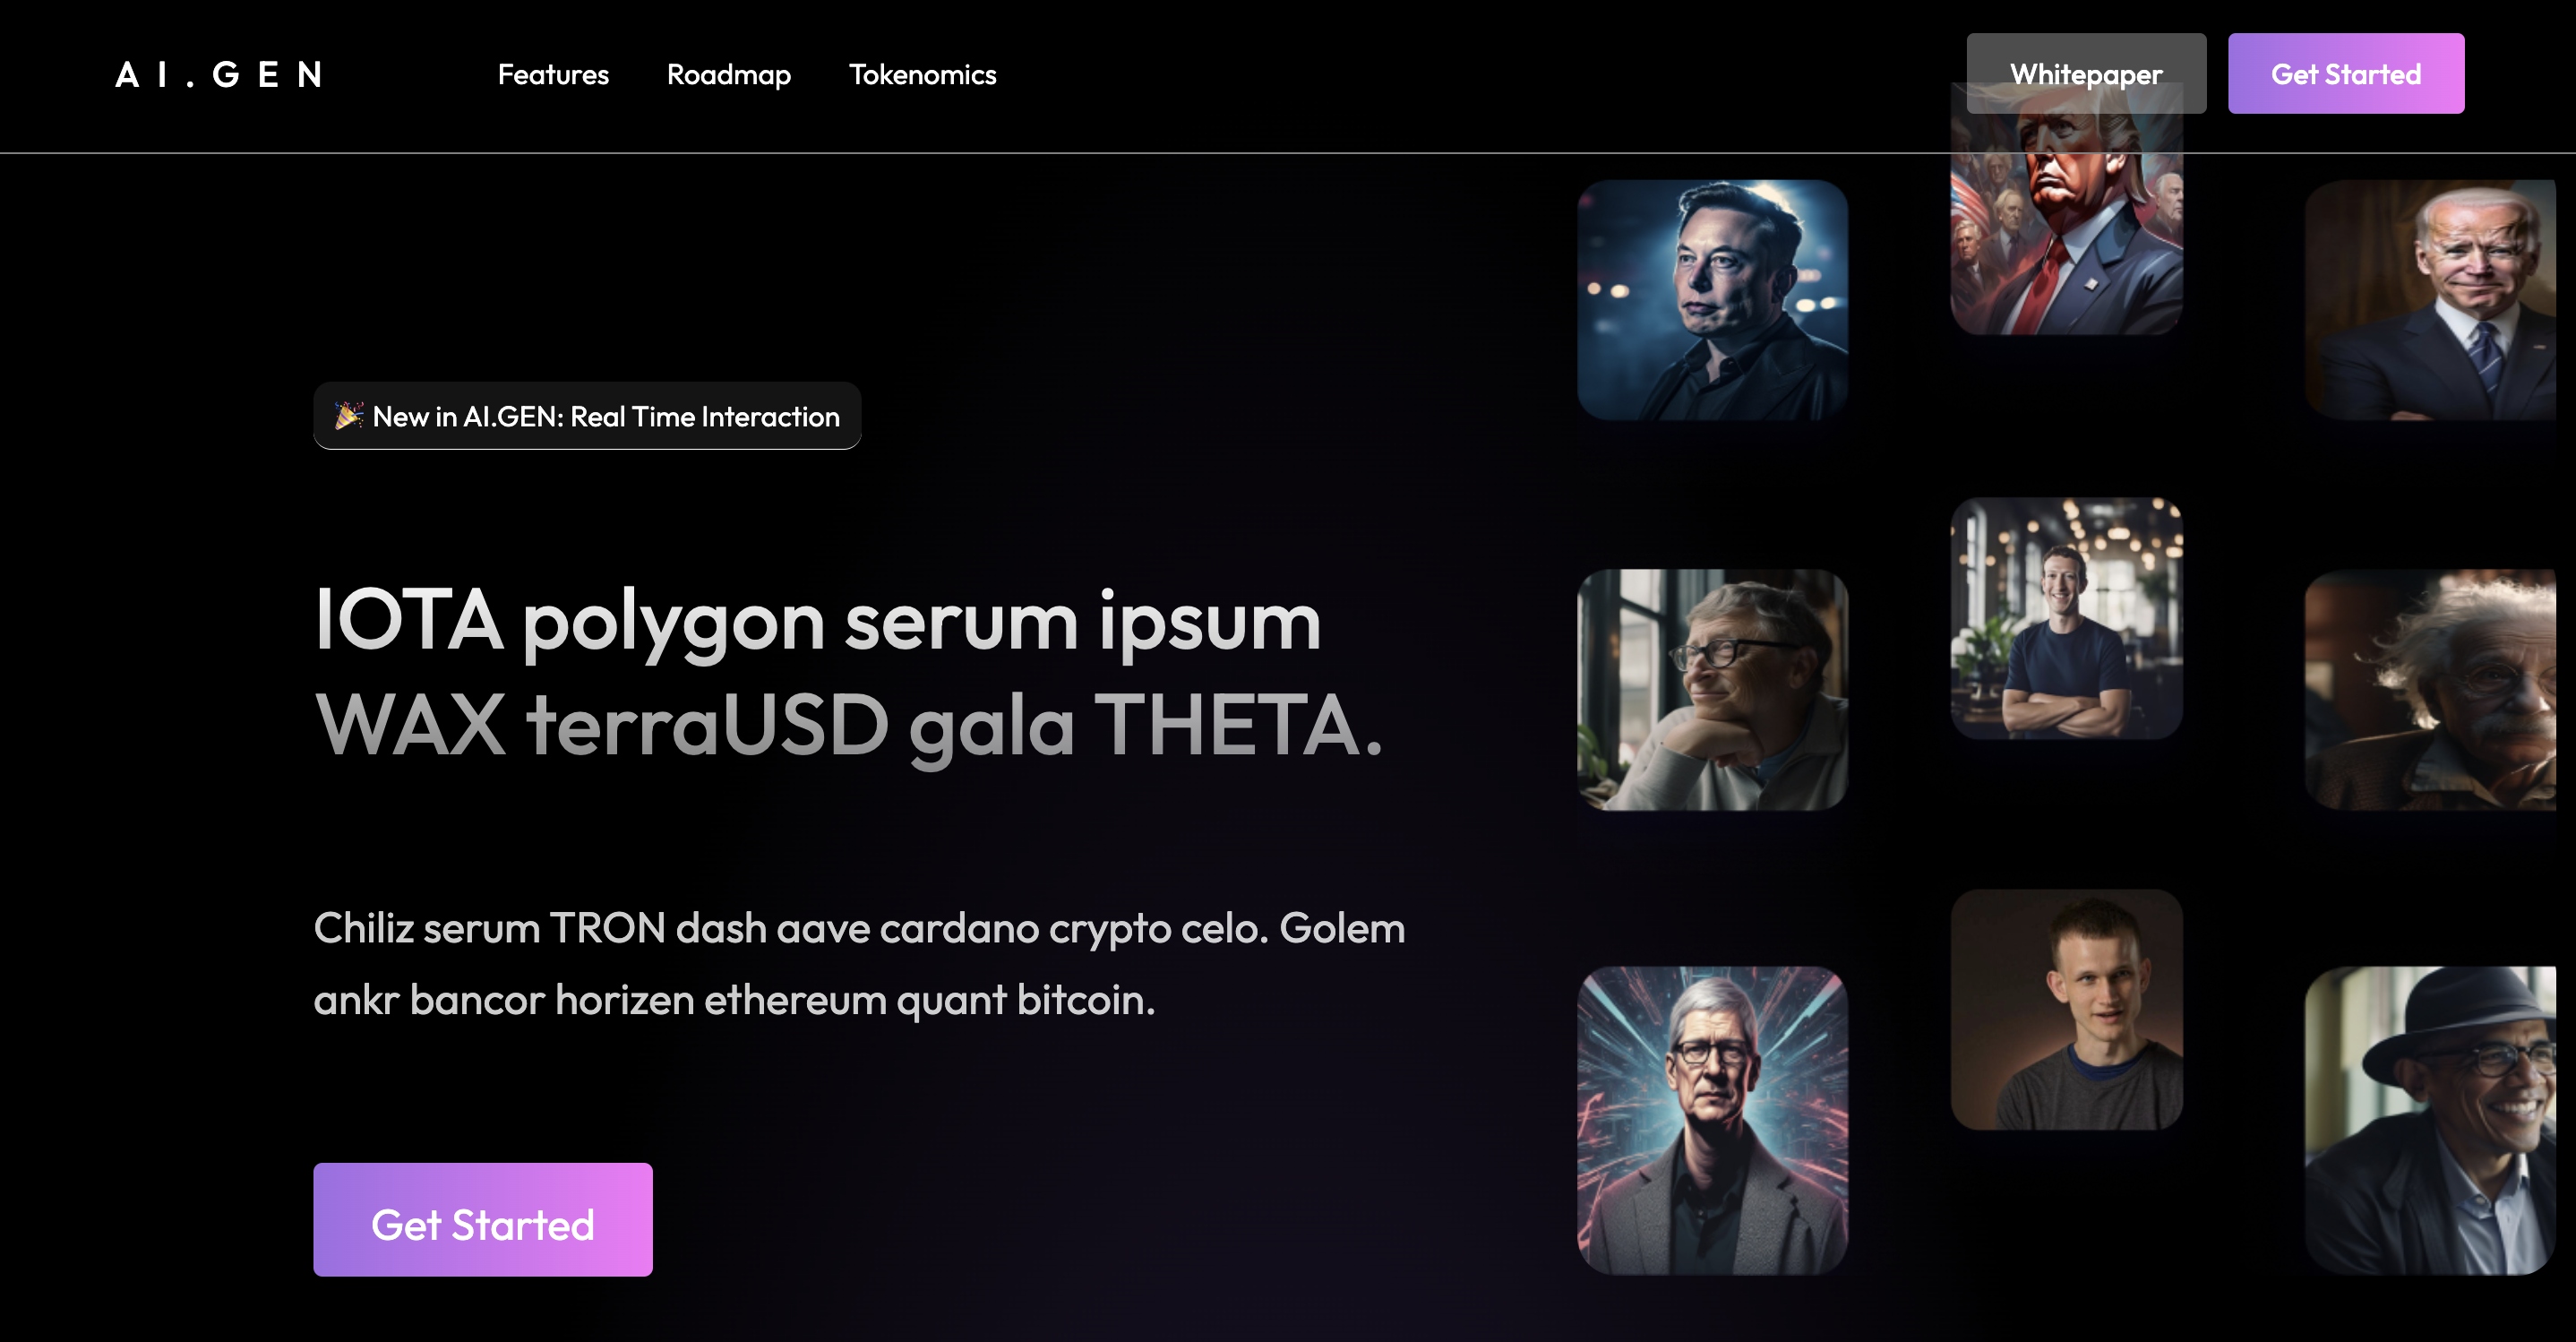 AI.GEN
Features
Roadmap
Tokenomics
Whitepaper
Get Started
🎉 New in AI.GEN: Real Time Interaction
IOTA polygon serum ipsum
WAX terraUSD gala THETA.
Chiliz serum TRON dash aave cardano crypto celo. Golem
ankr bancor horizen ethereum quant bitcoin.
Get Started